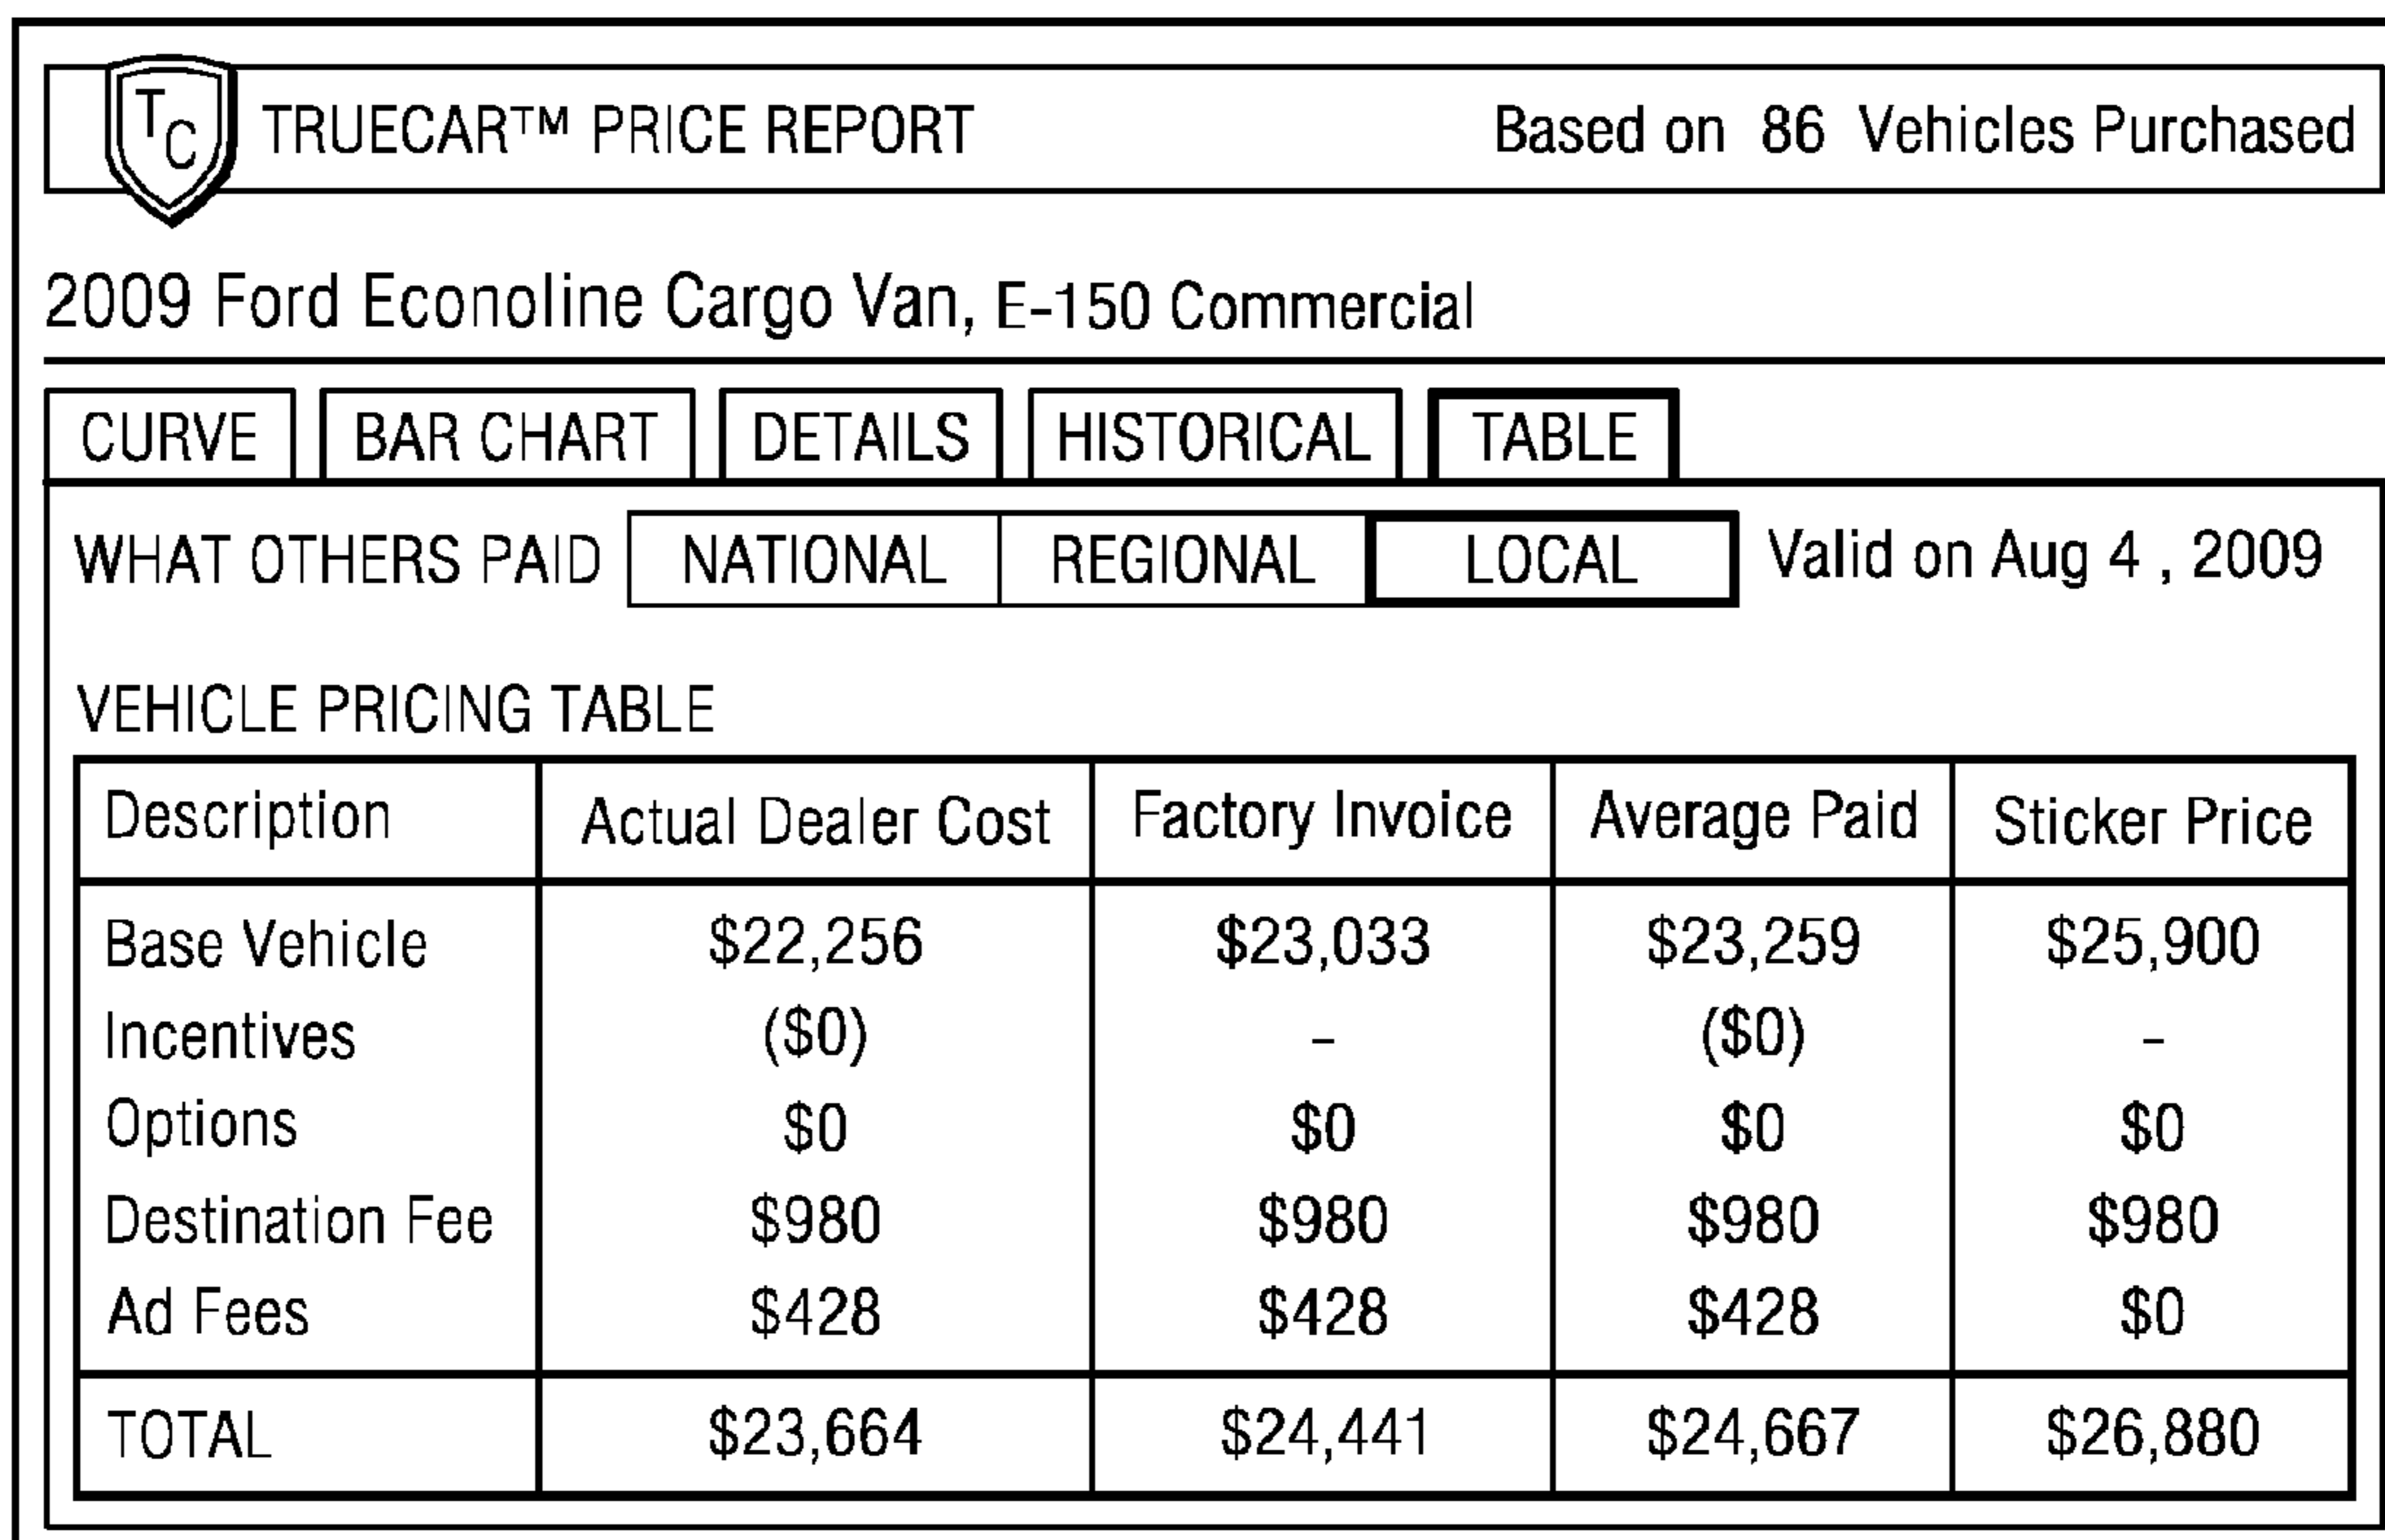 TC TRUECAR™ PRICE REPORT Based on 86 Vehicles Purchased
2009 Ford Econoline Cargo Van, E-150 Commercial
CURVE BAR CHART DETAILS HISTORICAL TABLE
WHAT OTHERS PAID NATIONAL REGIONAL LOCAL Valid on Aug 4 , 2009
VEHICLE PRICING TABLE
Description Actual Dealer Cost Factory Invoice Average Paid Sticker Price
Base Vehicle $22,256 $23,033 $23,259 $25,900
Incentives ($0) - ($0) -
Options $0 $0 $0 $0
Destination Fee $980 $980 $980 $980
Ad Fees $428 $428 $428 $0
TOTAL $23,664 $24,441 $24,667 $26,880